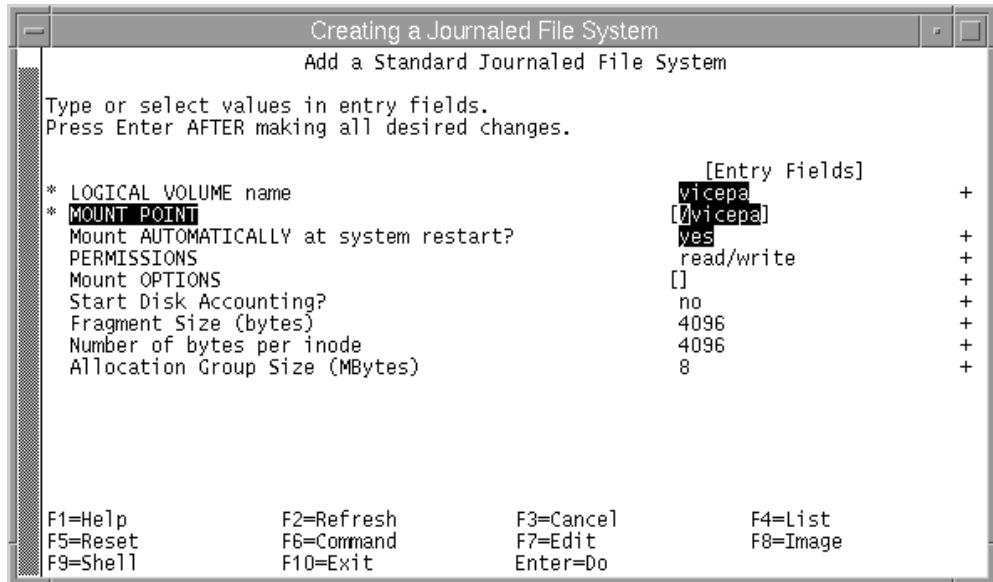 Creating a Journaled File System
Add a Standard Journaled File System
Type or select values in entry fields.
Press Enter AFTER making all desired changes.
[Entry Fields]
* LOGICAL VOLUME name vicepa +
* MOUNT POINT [/vicepa]
Mount AUTOMATICALLY at system restart? yes +
PERMISSIONS read/write +
Mount OPTIONS [] +
Start Disk Accounting? no +
Fragment Size (bytes) 4096 +
Number of bytes per inode 4096 +
Allocation Group Size (MBytes) 8 +
F1=Help F2=Refresh F3=Cancel F4=List
F5=Reset F6=Command F7=Edit F8=Image
F9=Shell F10=Exit Enter=Do